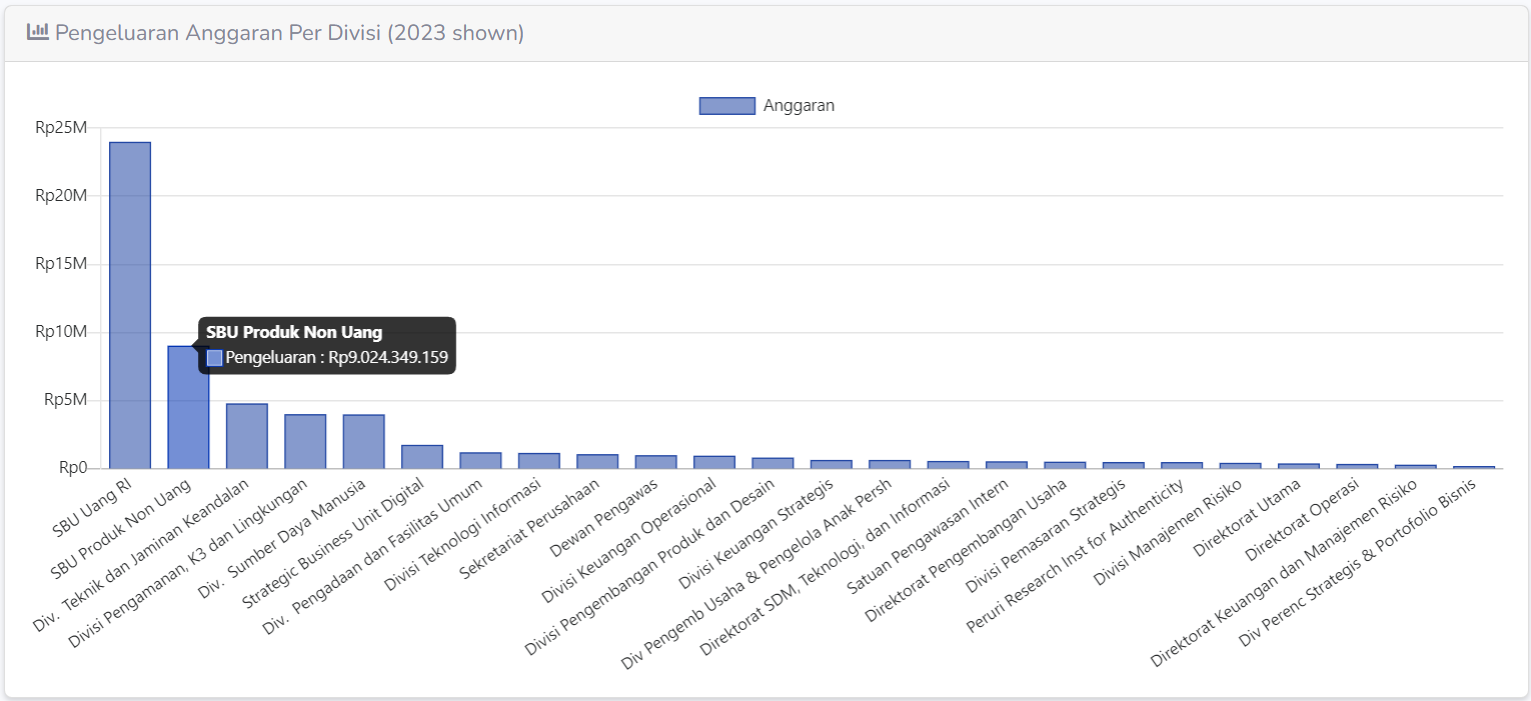 Pengeluaran Anggaran Per Divisi (2023 shown)
Anggaran
Rp25M
Rp20M
Rp15M
Rp10M
Rp5M
Rp0
SBU Produk Non Uang
Pengeluaran : Rp9.024.349.159
SBU Uang RI
SBU Produk Non Uang
Div.  Teknik dan Jaminan Keandalan
Divisi Pengamanan, K3 dan Lingkungan
Div.  Sumber Daya Manusia
Strategic Business Unit Digital
Div.  Pengadaan dan Fasilitas Umum
Divisi Teknologi Informasi
Sekretariat Perusahaan
Dewan Pengawas
Divisi Keuangan Operasional
Divisi Pengembangan Produk dan Desain
Divisi Keuangan Strategis
Div Pengemb Usaha & Pengelola Anak Persh
Direktorat SDM, Teknologi, dan Informasi
Satuan Pengawasan Intern
Direktorat Pengembangan Usaha
Divisi Pemasaran Strategis
Peruri Research Inst for Authenticity
Divisi Manajemen Risiko
Direktorat Utama
Direktorat Operasi
Direktorat Keuangan dan Manajemen Risiko
Div Perenc Strategis & Portofolio Bisnis